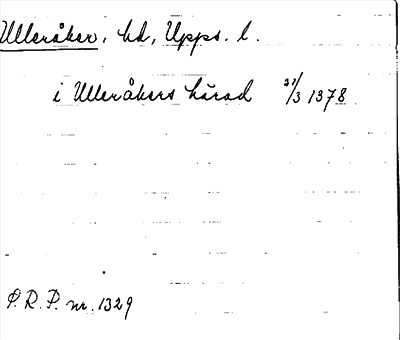 Ulleråker, hd, Upps. l.
i Ulleråkers härad 31/3 1378
P.R.P. nr. 1329